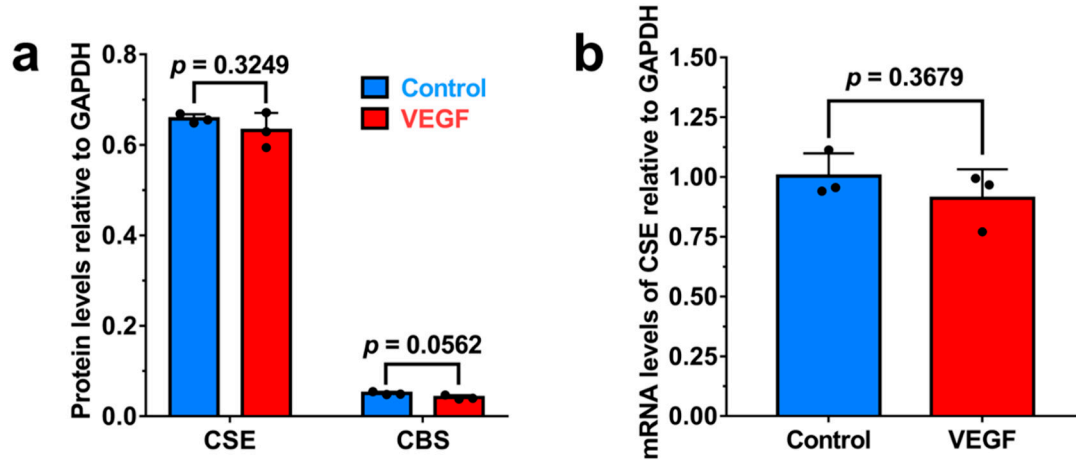 a
Protein levels relative to GAPDH
0.8
0.6
0.4
0.2
0.0
p = 0.3249
Control
VEGF
p = 0.0562
CSE
CBS
b
mRNA levels of CSE relative to GAPDH
1.50
1.25
1.00
0.75
0.50
0.25
0.00
p = 0.3679
Control
VEGF